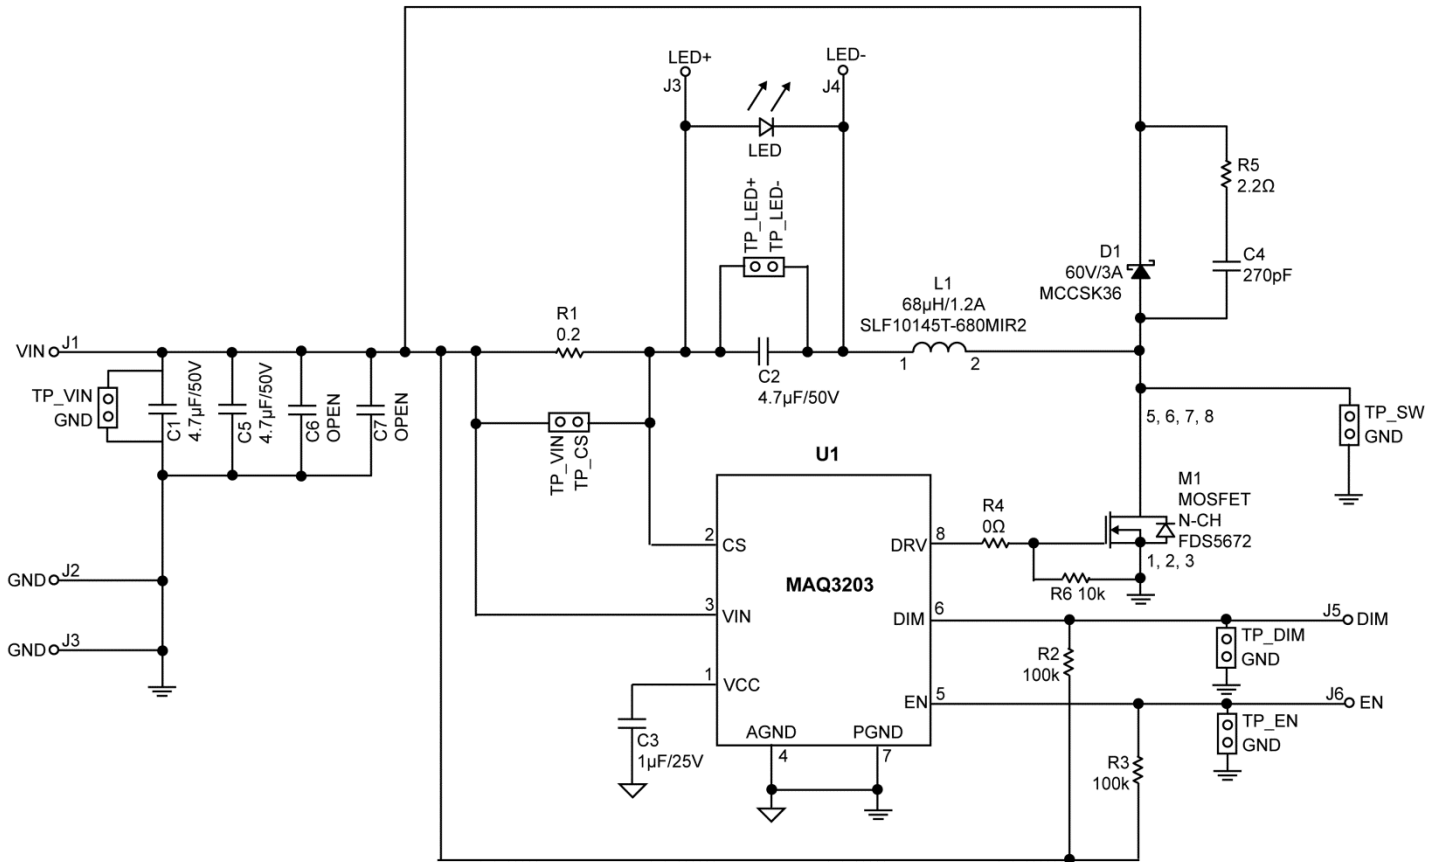 LED+
J3
LED-
J4
LED
TP_LED+
TP_LED-
R5
2.2Ω
C4
270pF
D1
60V/3A
MCCSK36
L1
68µH/1.2A
SLF10145T-680MIR2
1
2
R1
0.2
C2
4.7µF/50V
VIN
J1
TP_VIN
GND
C1
4.7µF/50V
C5
4.7µF/50V
C6
OPEN
C7
OPEN
TP_VIN
TP_CS
5, 6, 7, 8
TP_SW
GND
U1
M1
MOSFET
N-CH
FDS5672
1, 2, 3
R4
0Ω
R6 10k
2
CS
8
DRV
MAQ3203
3
VIN
6
DIM
1
VCC
5
EN
AGND
4
PGND
7
GND
J2
GND
J3
C3
1µF/25V
R2
100k
R3
100k
J5
DIM
TP_DIM
GND
J6
EN
TP_EN
GND